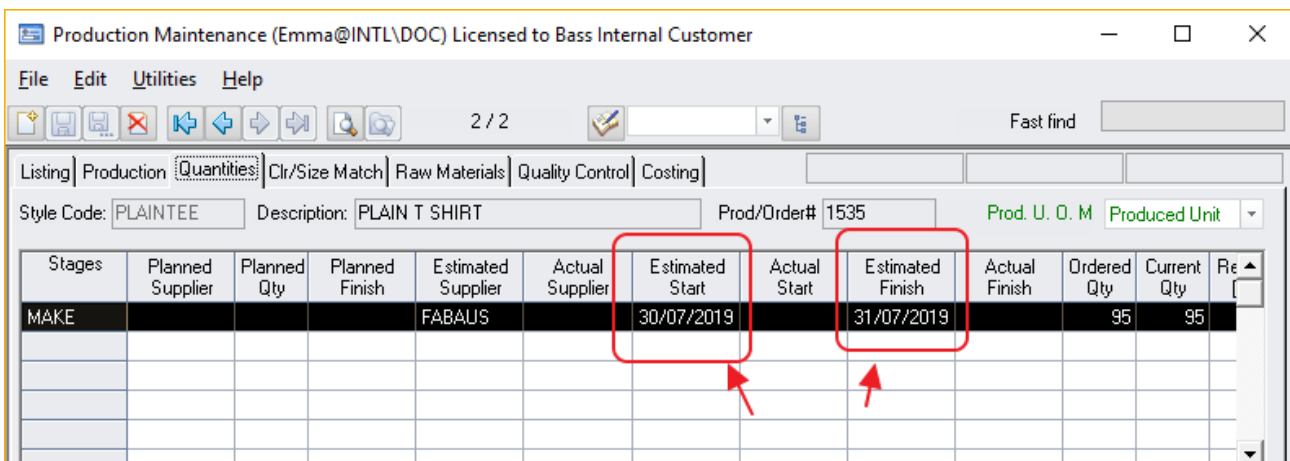 Production Maintenance (Emma@INTL\DOC) Licensed to Bass Internal Customer
File Edit Utilities Help
2 / 2 Fast find
Listing Production Quantities Clr/Size Match Raw Materials Quality Control Costing
Style Code: PLAINTEE Description: PLAIN T SHIRT Prod/Order# 1535 Prod. U. O. M Produced Unit
Stages Planned Planned Planned Estimated Actual Estimated Actual Estimated Actual Ordered Current
Supplier Qty Finish Supplier Supplier Start Start Finish Finish Qty Qty
MAKE FABAUS 30/07/2019 31/07/2019 95 95